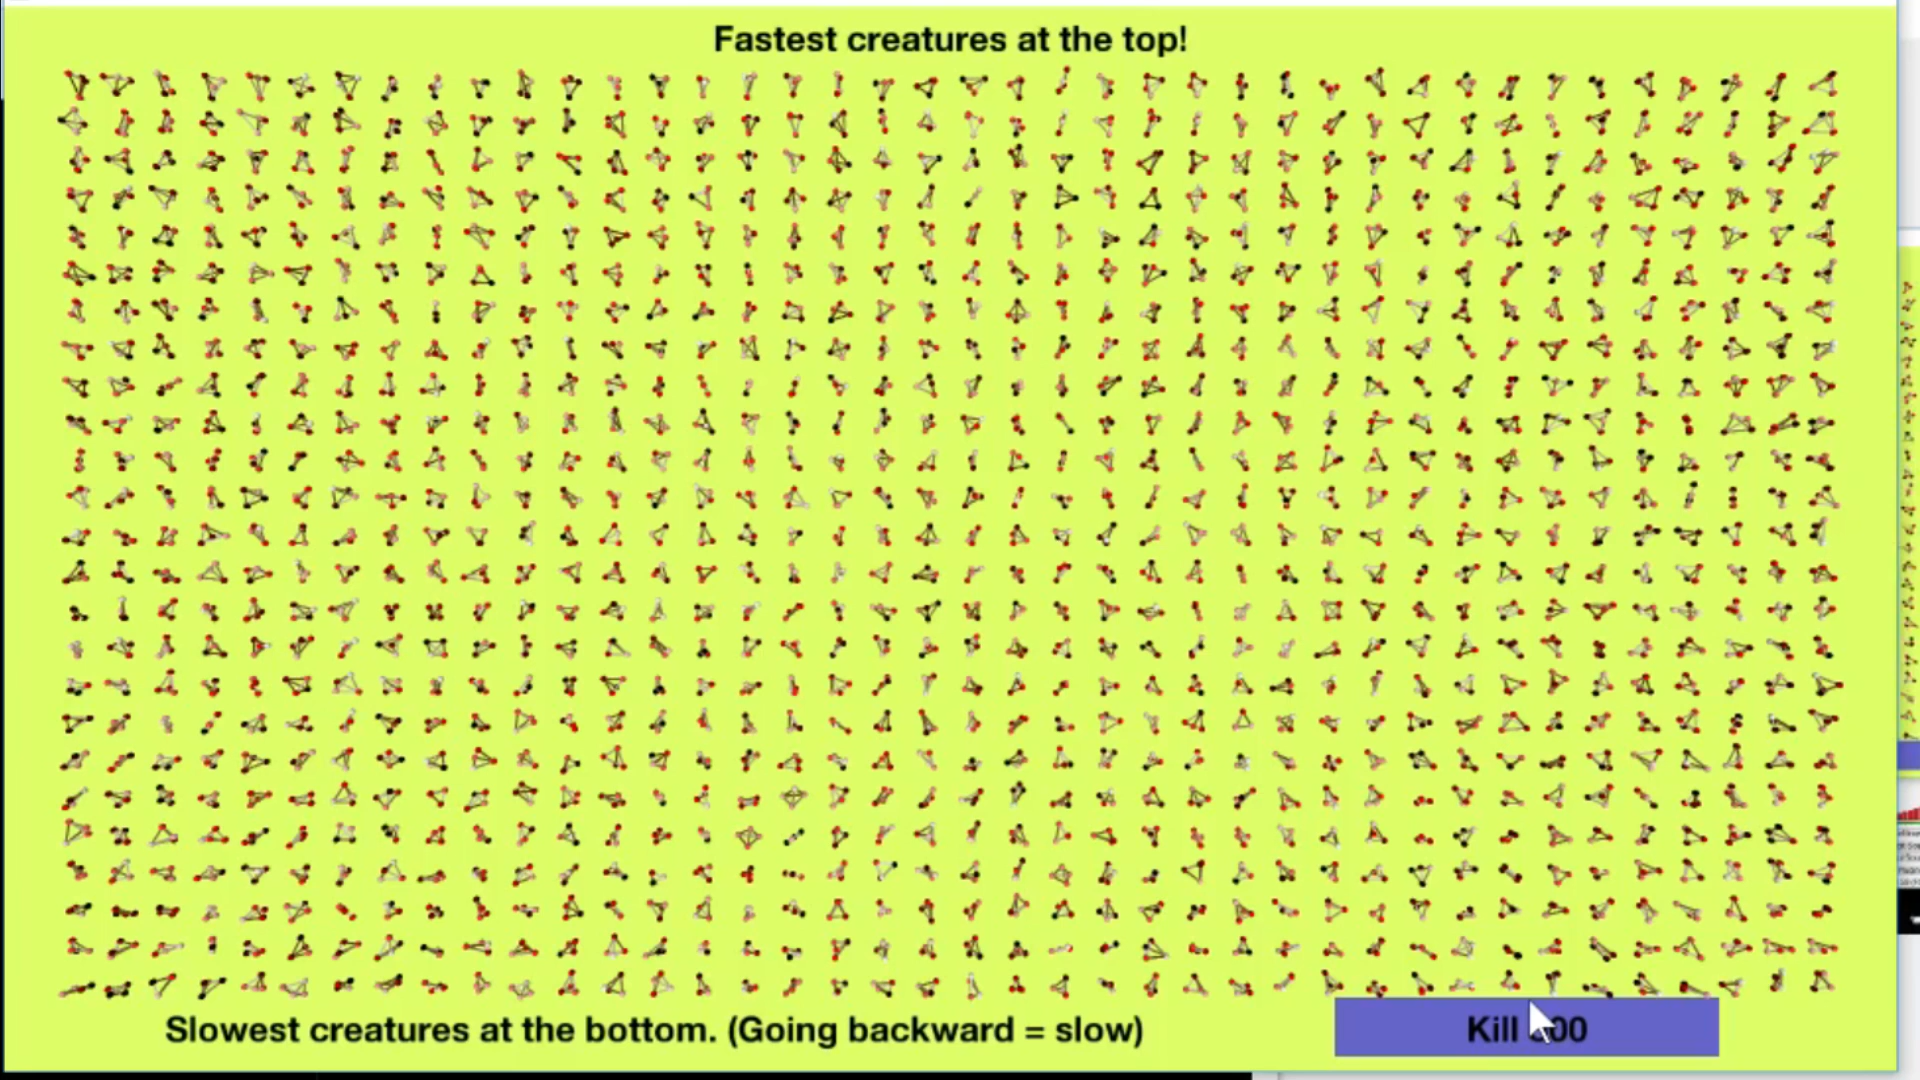 Fastest creatures at the top!
Slowest creatures at the bottom. (Going backward = slow)
Kill